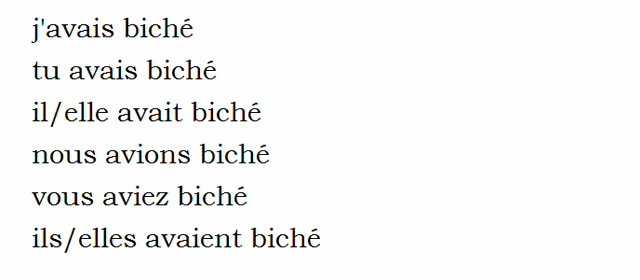 j'avais biché
tu avais biché
il/elle avait biché
nous avions biché
vous aviez biché
ils/elles avaient biché